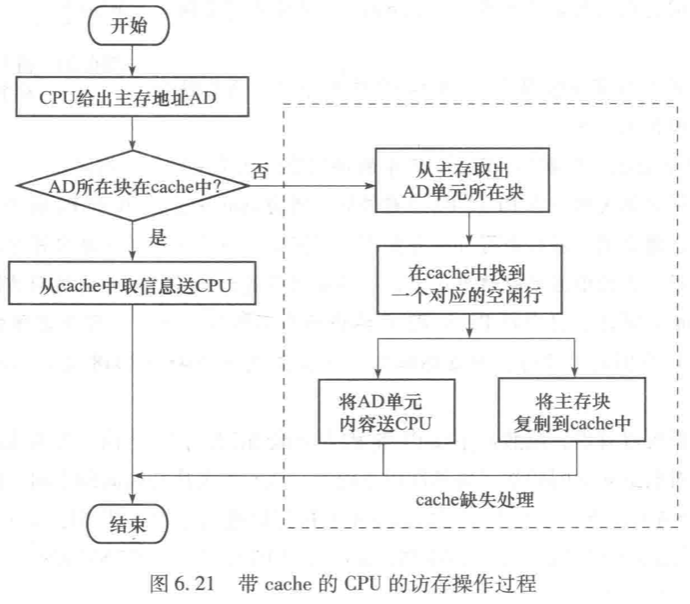 开始
CPU给出主存地址AD
AD所在块在cache中?
否
是
从cache中取信息送CPU
从主存取出
AD单元所在块
在cache中找到
一个对应的空闲行
将AD单元
内容送CPU
将主存块
复制到cache中
cache缺失处理
结束
图 6.21 带 cache 的 CPU 的访存操作过程